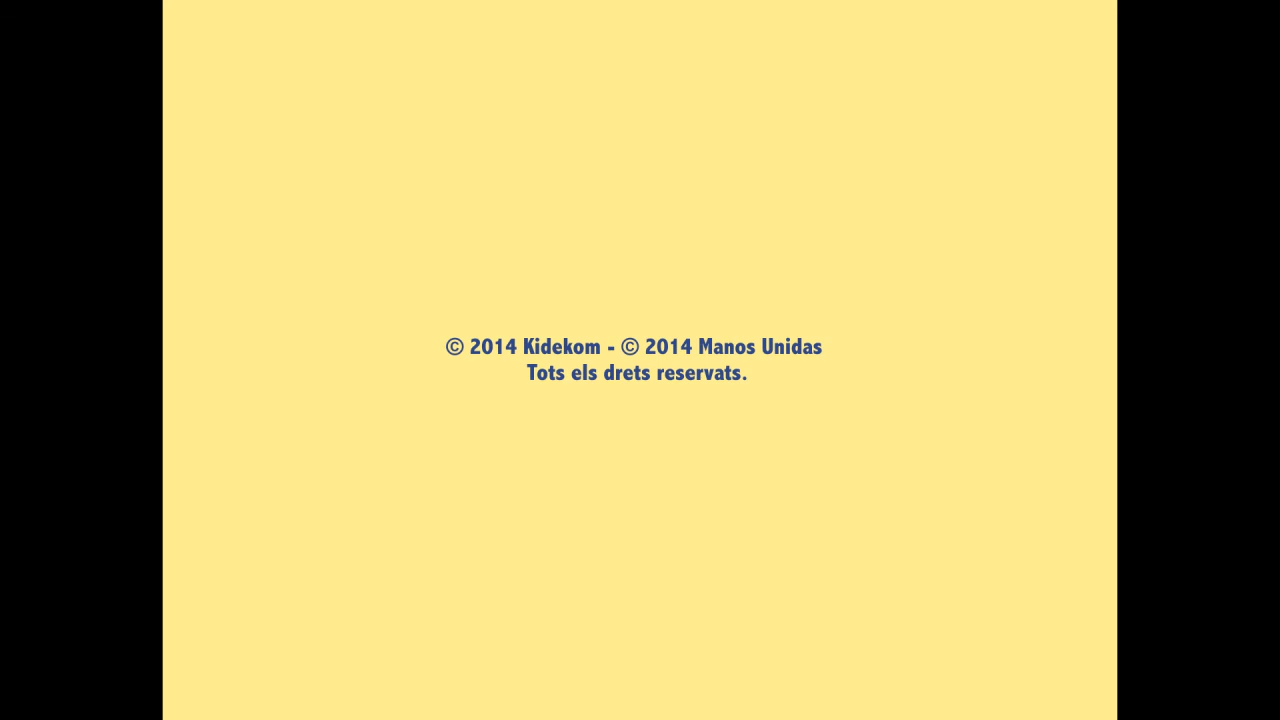 © 2014 Kidekom - © 2014 Manos Unidas
Tots els drets reservats.